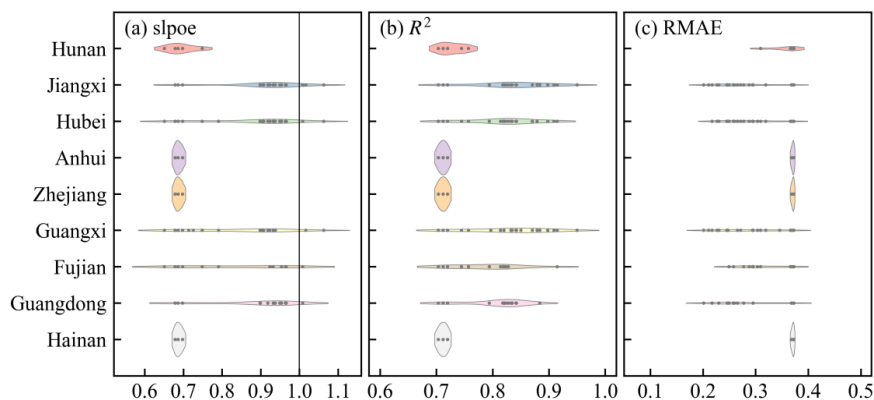 (a) slpoe
(b) R²
(c) RMAE
Hunan
Jiangxi
Hubei
Anhui
Zhejiang
Guangxi
Fujian
Guangdong
Hainan
0.6 0.7 0.8 0.9 1.0 1.1
0.6 0.7 0.8 0.9 1.0
0.1 0.2 0.3 0.4 0.5